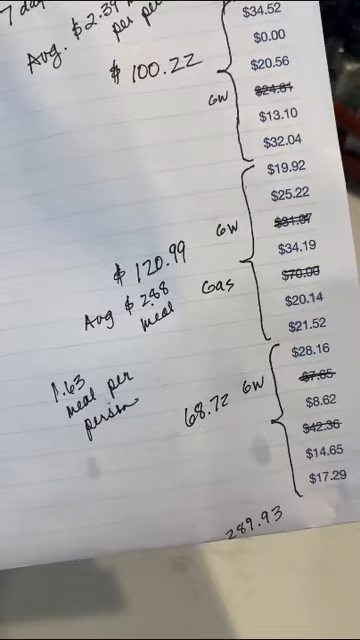 7 day
Avg. $2.39
per pe
$ 100.22
$34.52
$0.00
$20.56
GW
$24.81
$13.10
$32.04
$19.92
$25.22
GW
$31.07
$120.99
$34.19
Avg $2.88
meal
Gas
$70.00
$20.14
$21.52
1.63
meal per
person
68.72 GW
$28.16
$7.65
$8.62
$42.36
$14.65
$17.29
289.93